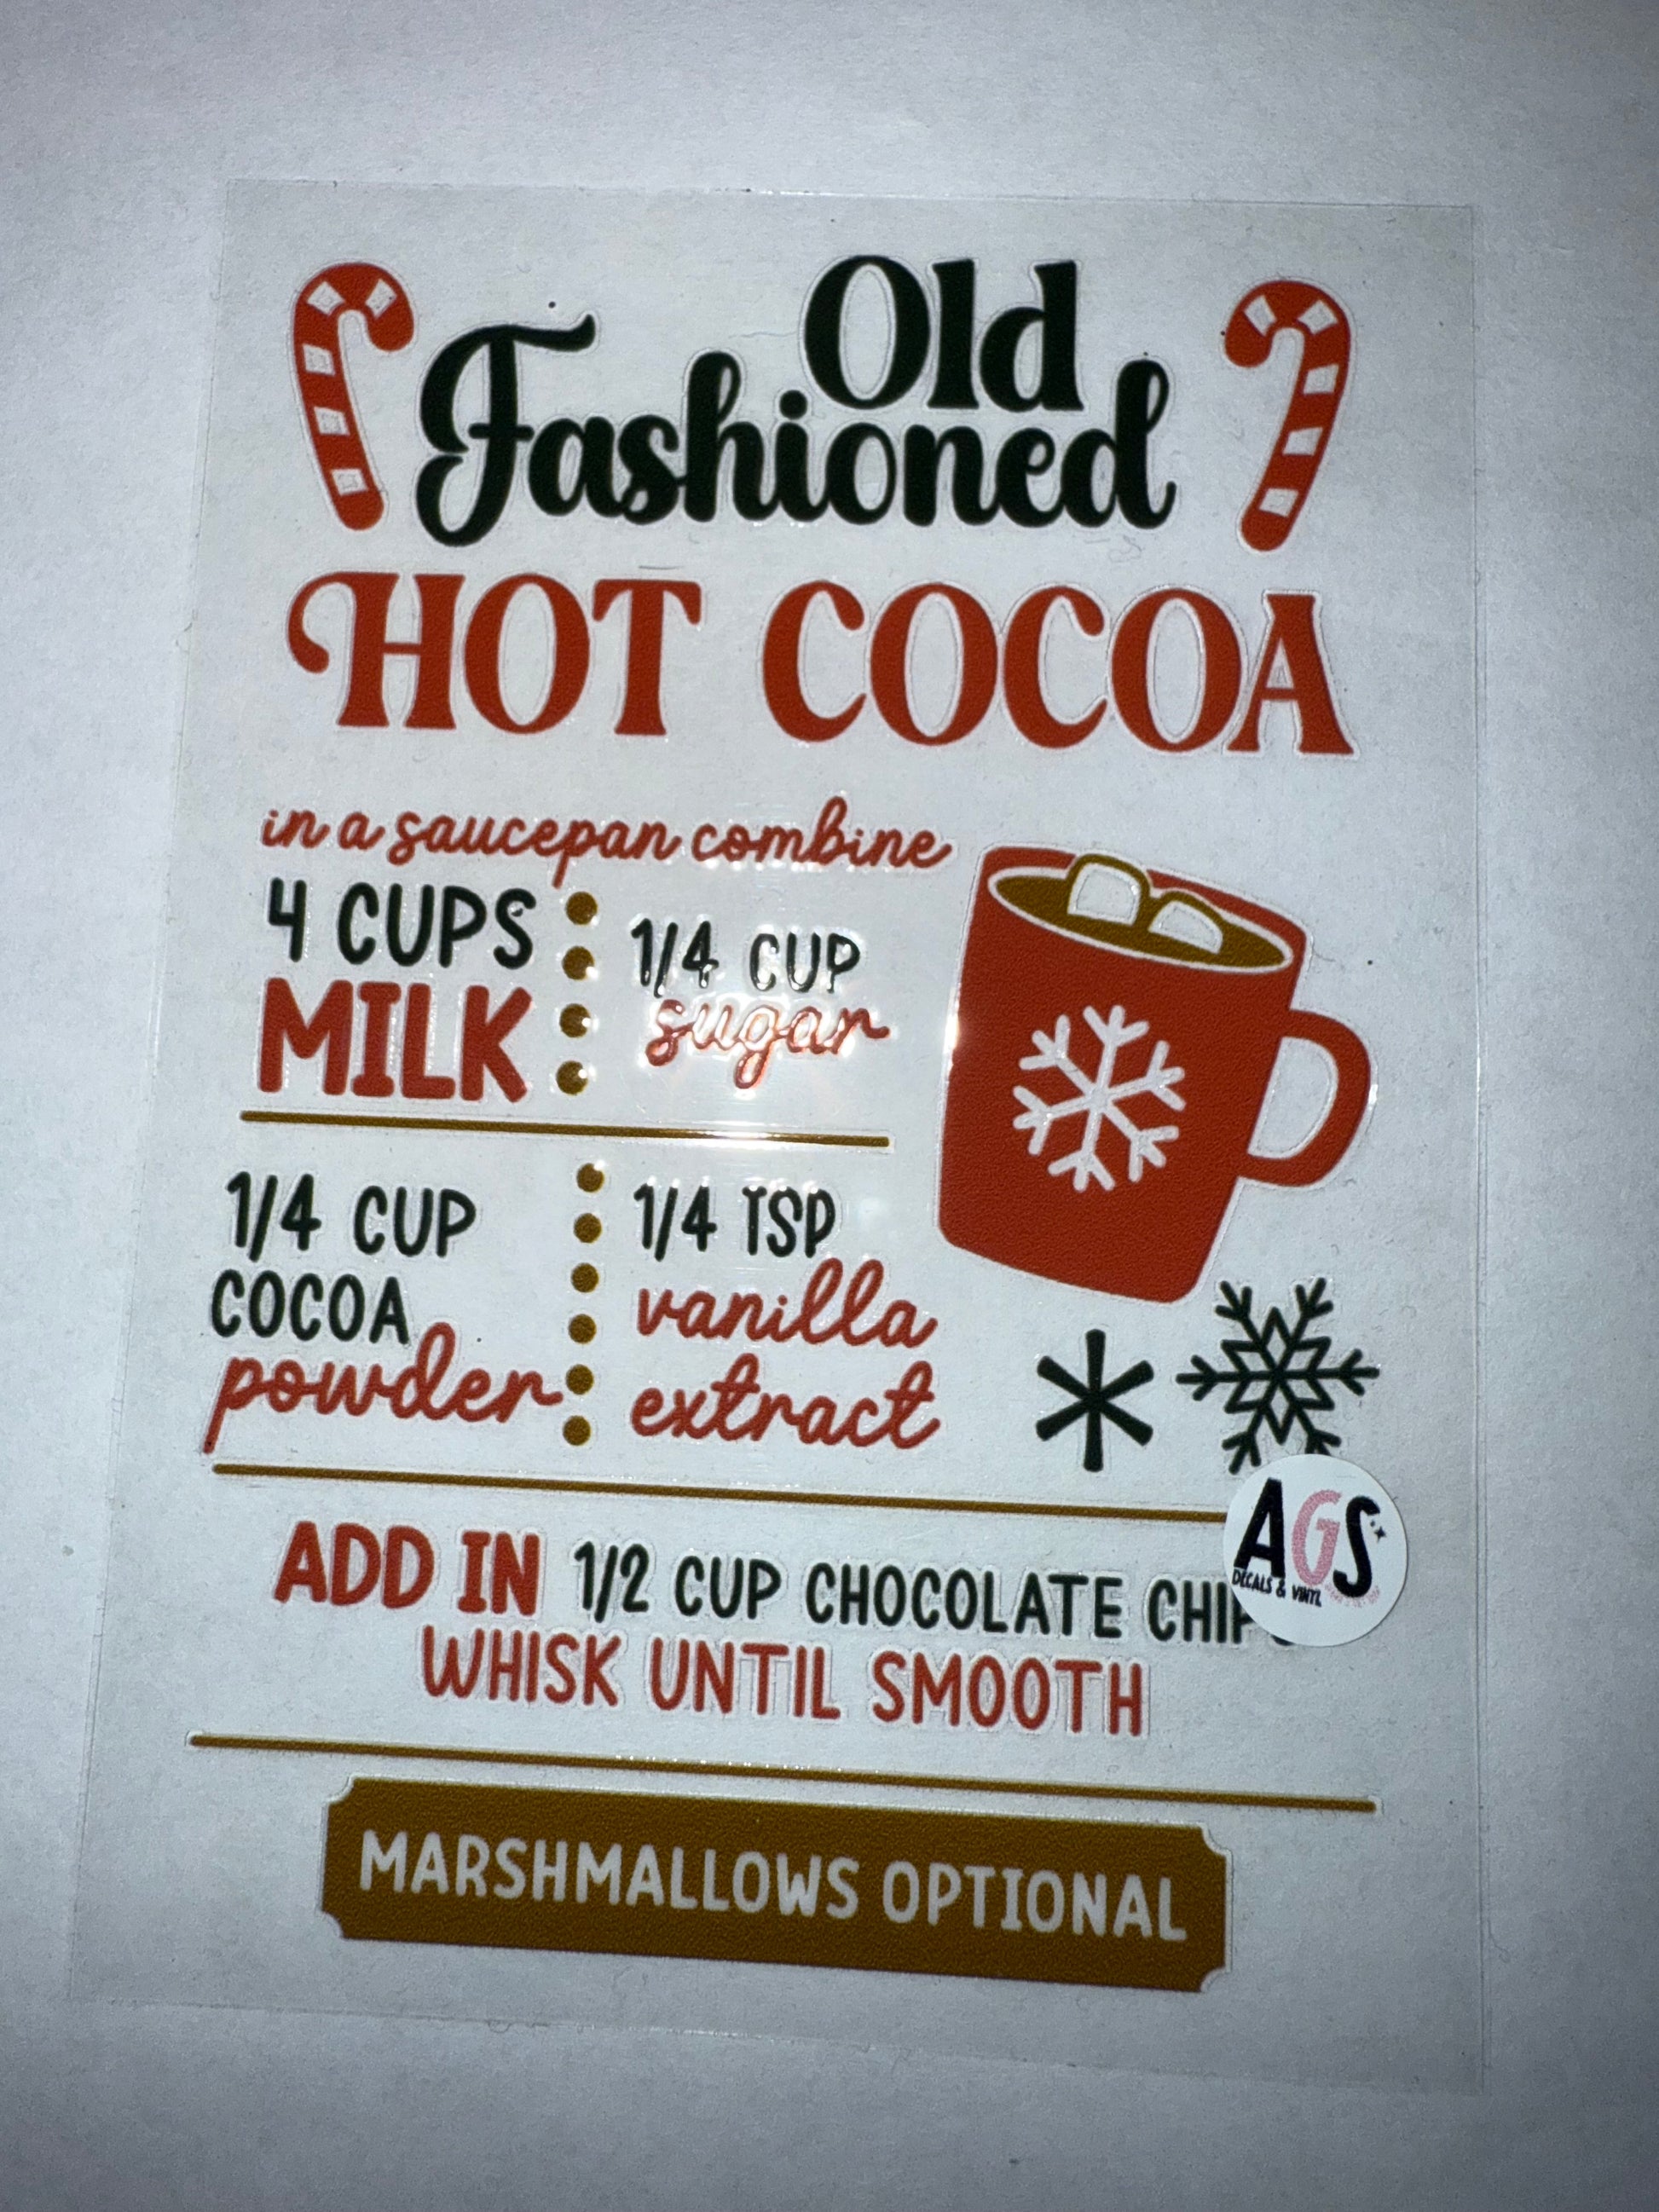 Old
Fashioned
HOT COCOA
in a saucepan combine
4 CUPS
MILK
1/4 CUP
sugar
1/4 CUP
COCOA
powder
1/4 TSP
vanilla
extract
ADD IN 1/2 CUP CHOCOLATE
WHISK UNTIL SMOOTH
MARSHMALLOWS OPTIONAL
AGS
DECALS & VINYL